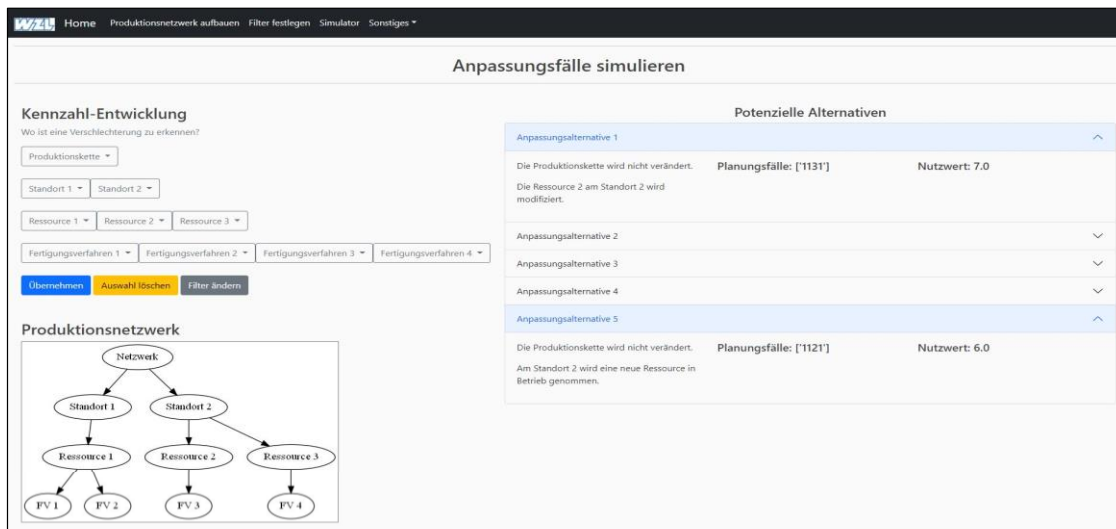 WZL Home Produktionsnetzwerk aufbauen Filter festlegen Simulator Sonstiges
Anpassungsfälle simulieren
Kennzahl-Entwicklung
Wo ist eine Verschlechterung zu erkennen?
Produktionskette
Standort 1 Standort 2
Ressource 1 Ressource 2 Ressource 3
Fertigungsverfahren 1 Fertigungsverfahren 2 Fertigungsverfahren 3 Fertigungsverfahren 4
Übernehmen Auswahl löschen Filter ändern
Produktionsnetzwerk
Netzwerk
Standort 1 Standort 2
Ressource 1 Ressource 2 Ressource 3
FV 1 FV 2 FV 3 FV 4
Potenzielle Alternativen
Anpassungsalternative 1
Die Produktionskette wird nicht verändert. Planungsfälle: ['1131'] Nutzwert: 7.0
Die Ressource 2 am Standort 2 wird
modifiziert.
Anpassungsalternative 2
Anpassungsalternative 3
Anpassungsalternative 4
Anpassungsalternative 5
Die Produktionskette wird nicht verändert. Planungsfälle: ['1121'] Nutzwert: 6.0
Am Standort 2 wird eine neue Ressource in
Betrieb genommen.